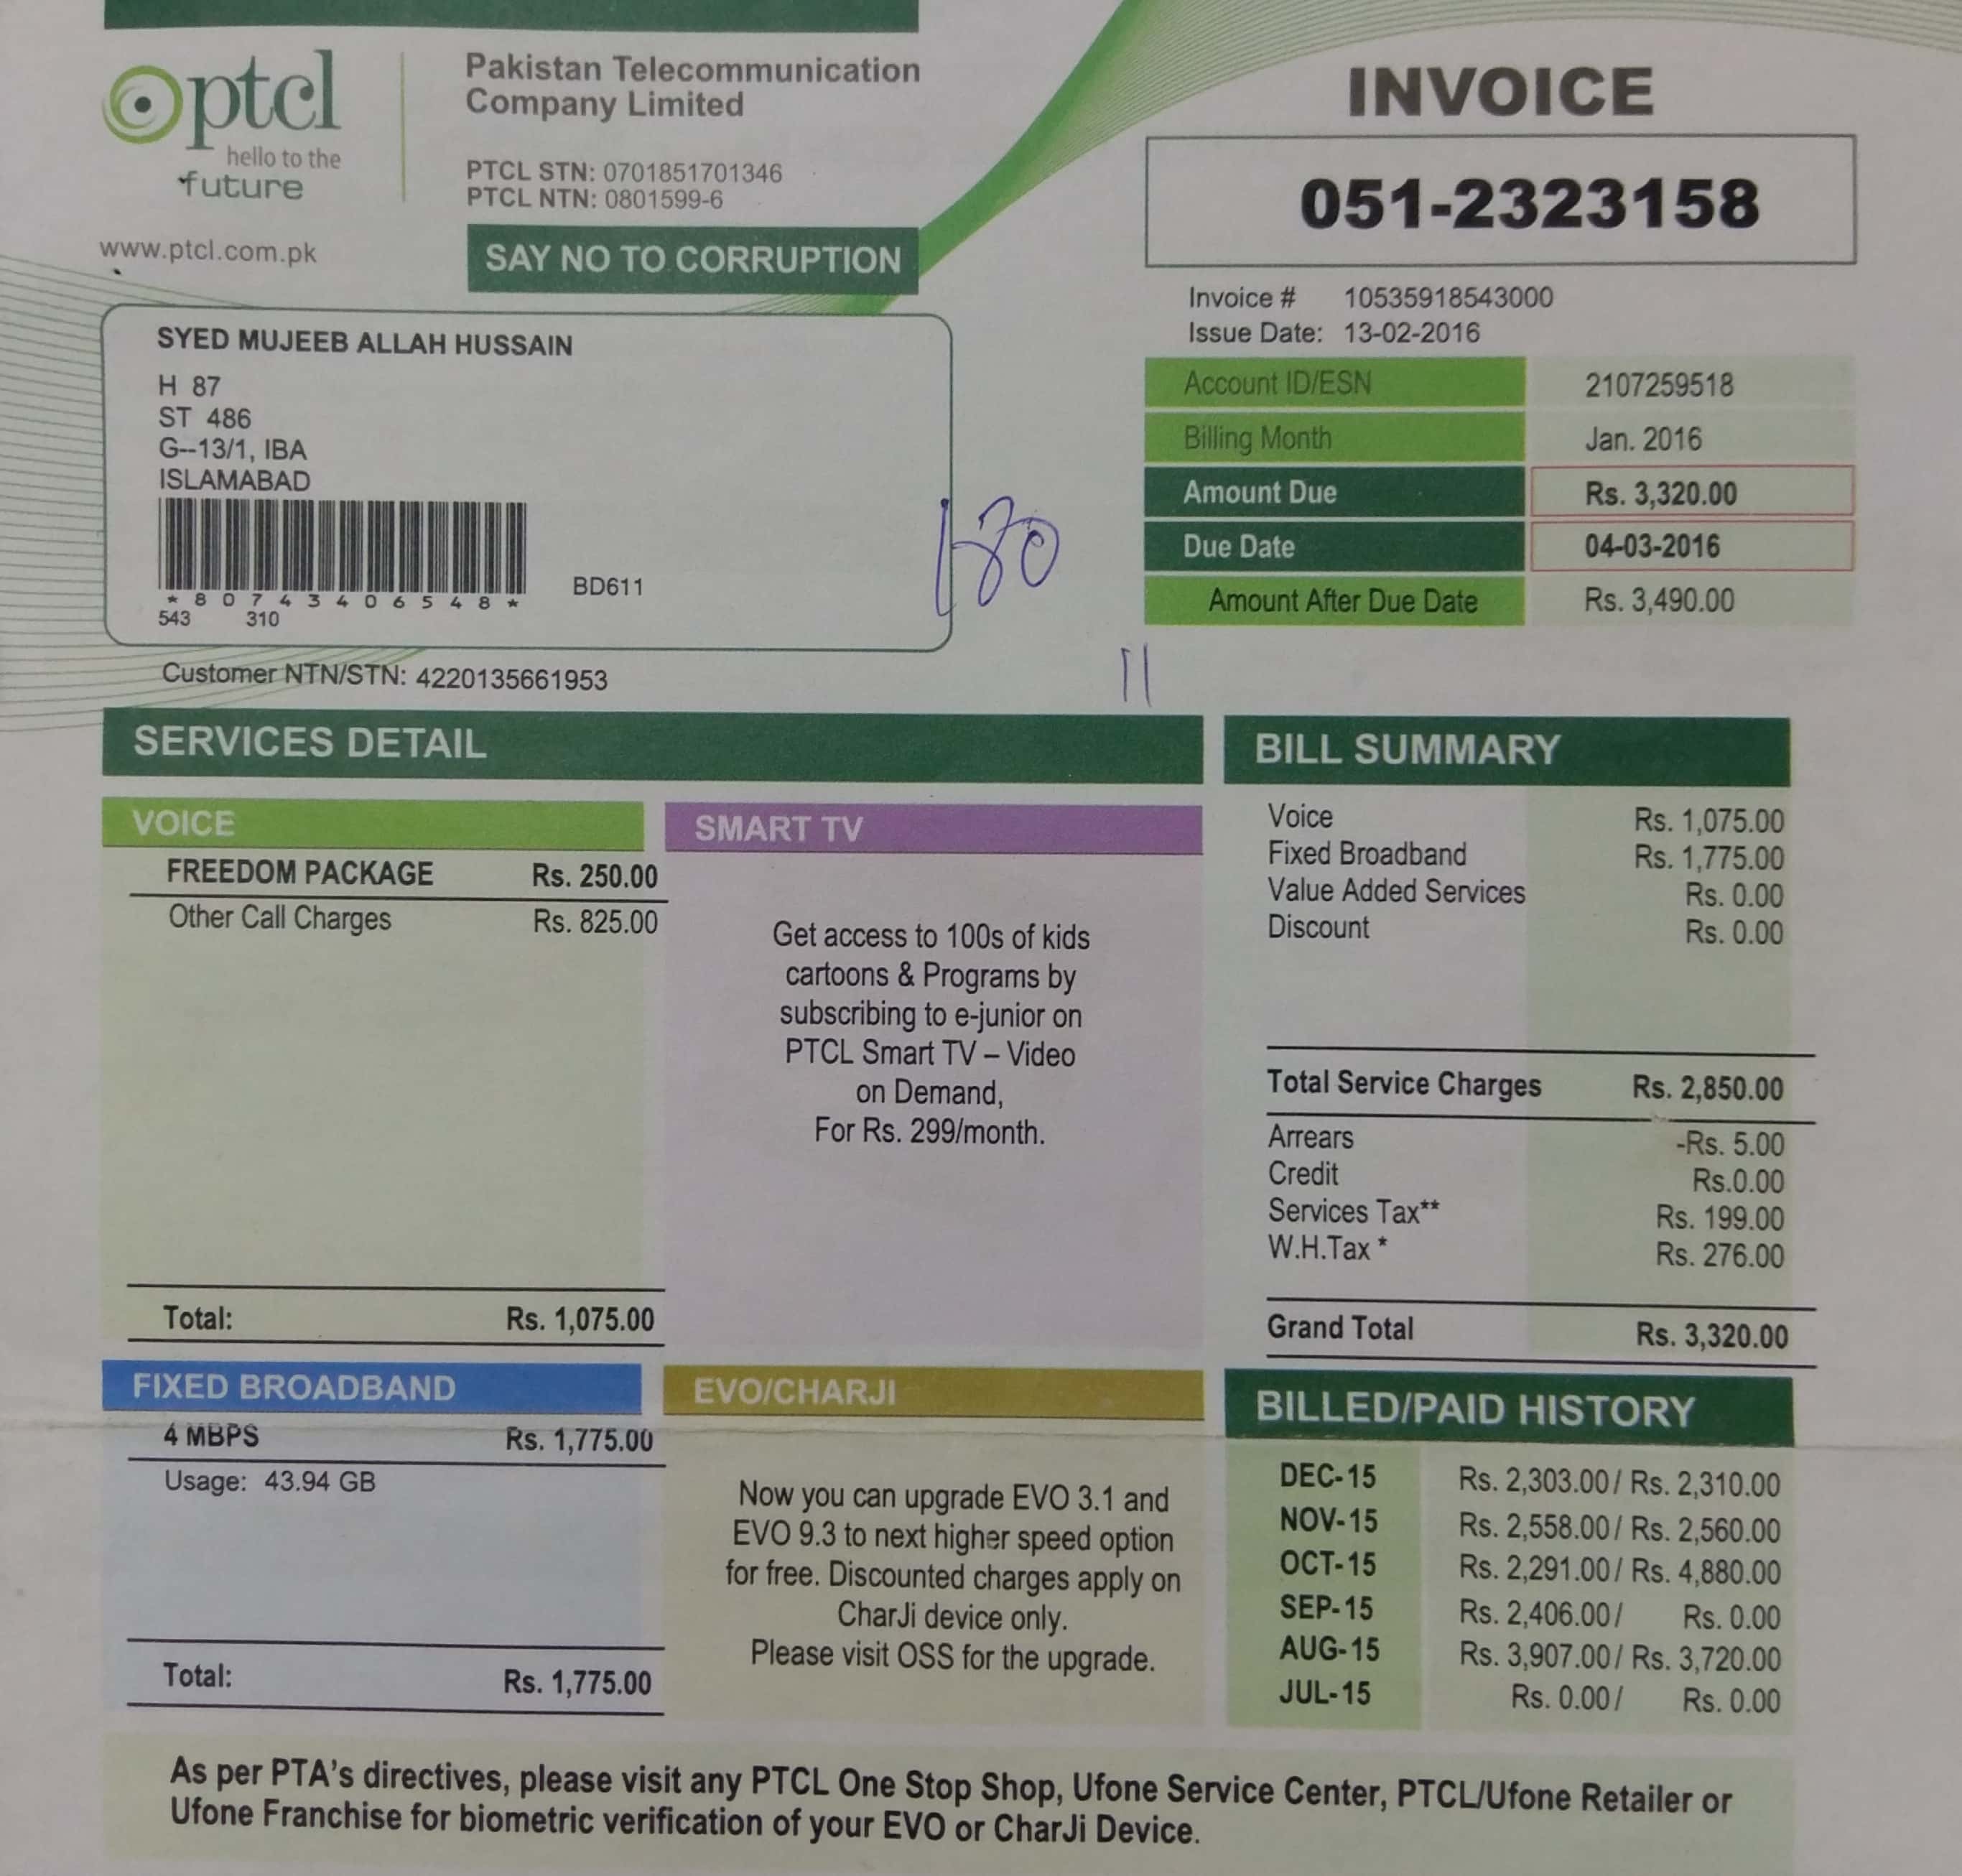 ptcl
hello to the
future
www.ptcl.com.pk
Pakistan Telecommunication
Company Limited
PTCL STN: 0701851701346
PTCL NTN: 0801599-6
SAY NO TO CORRUPTION
INVOICE
051-2323158
Invoice # 10535918543000
Issue Date: 13-02-2016
Account ID/ESN 2107259518
Billing Month Jan. 2016
Amount Due Rs. 3,320.00
Due Date 04-03-2016
Amount After Due Date Rs. 3,490.00
SYED MUJEEB ALLAH HUSSAIN
H 87
ST 486
G--13/1, IBA
ISLAMABAD
*80743406548*
543 310
BD611
Customer NTN/STN: 4220135661953
SERVICES DETAIL
VOICE
FREEDOM PACKAGE Rs. 250.00
Other Call Charges Rs. 825.00
Total: Rs. 1,075.00
SMART TV
Get access to 100s of kids
cartoons & Programs by
subscribing to e-junior on
PTCL Smart TV – Video
on Demand,
For Rs. 299/month.
FIXED BROADBAND
4 MBPS Rs. 1,775.00
Usage: 43.94 GB
Total: Rs. 1,775.00
EVO/CHARJI
Now you can upgrade EVO 3.1 and
EVO 9.3 to next higher speed option
for free. Discounted charges apply on
CharJi device only.
Please visit OSS for the upgrade.
BILL SUMMARY
Voice Rs. 1,075.00
Fixed Broadband Rs. 1,775.00
Value Added Services Rs. 0.00
Discount Rs. 0.00
Total Service Charges Rs. 2,850.00
Arrears -Rs. 5.00
Credit Rs.0.00
Services Tax** Rs. 199.00
W.H.Tax * Rs. 276.00
Grand Total Rs. 3,320.00
BILLED/PAID HISTORY
DEC-15 Rs. 2,303.00/ Rs. 2,310.00
NOV-15 Rs. 2,558.00/ Rs. 2,560.00
OCT-15 Rs. 2,291.00/ Rs. 4,880.00
SEP-15 Rs. 2,406.00/ Rs. 0.00
AUG-15 Rs. 3,907.00/ Rs. 3,720.00
JUL-15 Rs. 0.00/ Rs. 0.00
As per PTA's directives, please visit any PTCL One Stop Shop, Ufone Service Center, PTCL/Ufone Retailer or
Ufone Franchise for biometric verification of your EVO or CharJi Device.